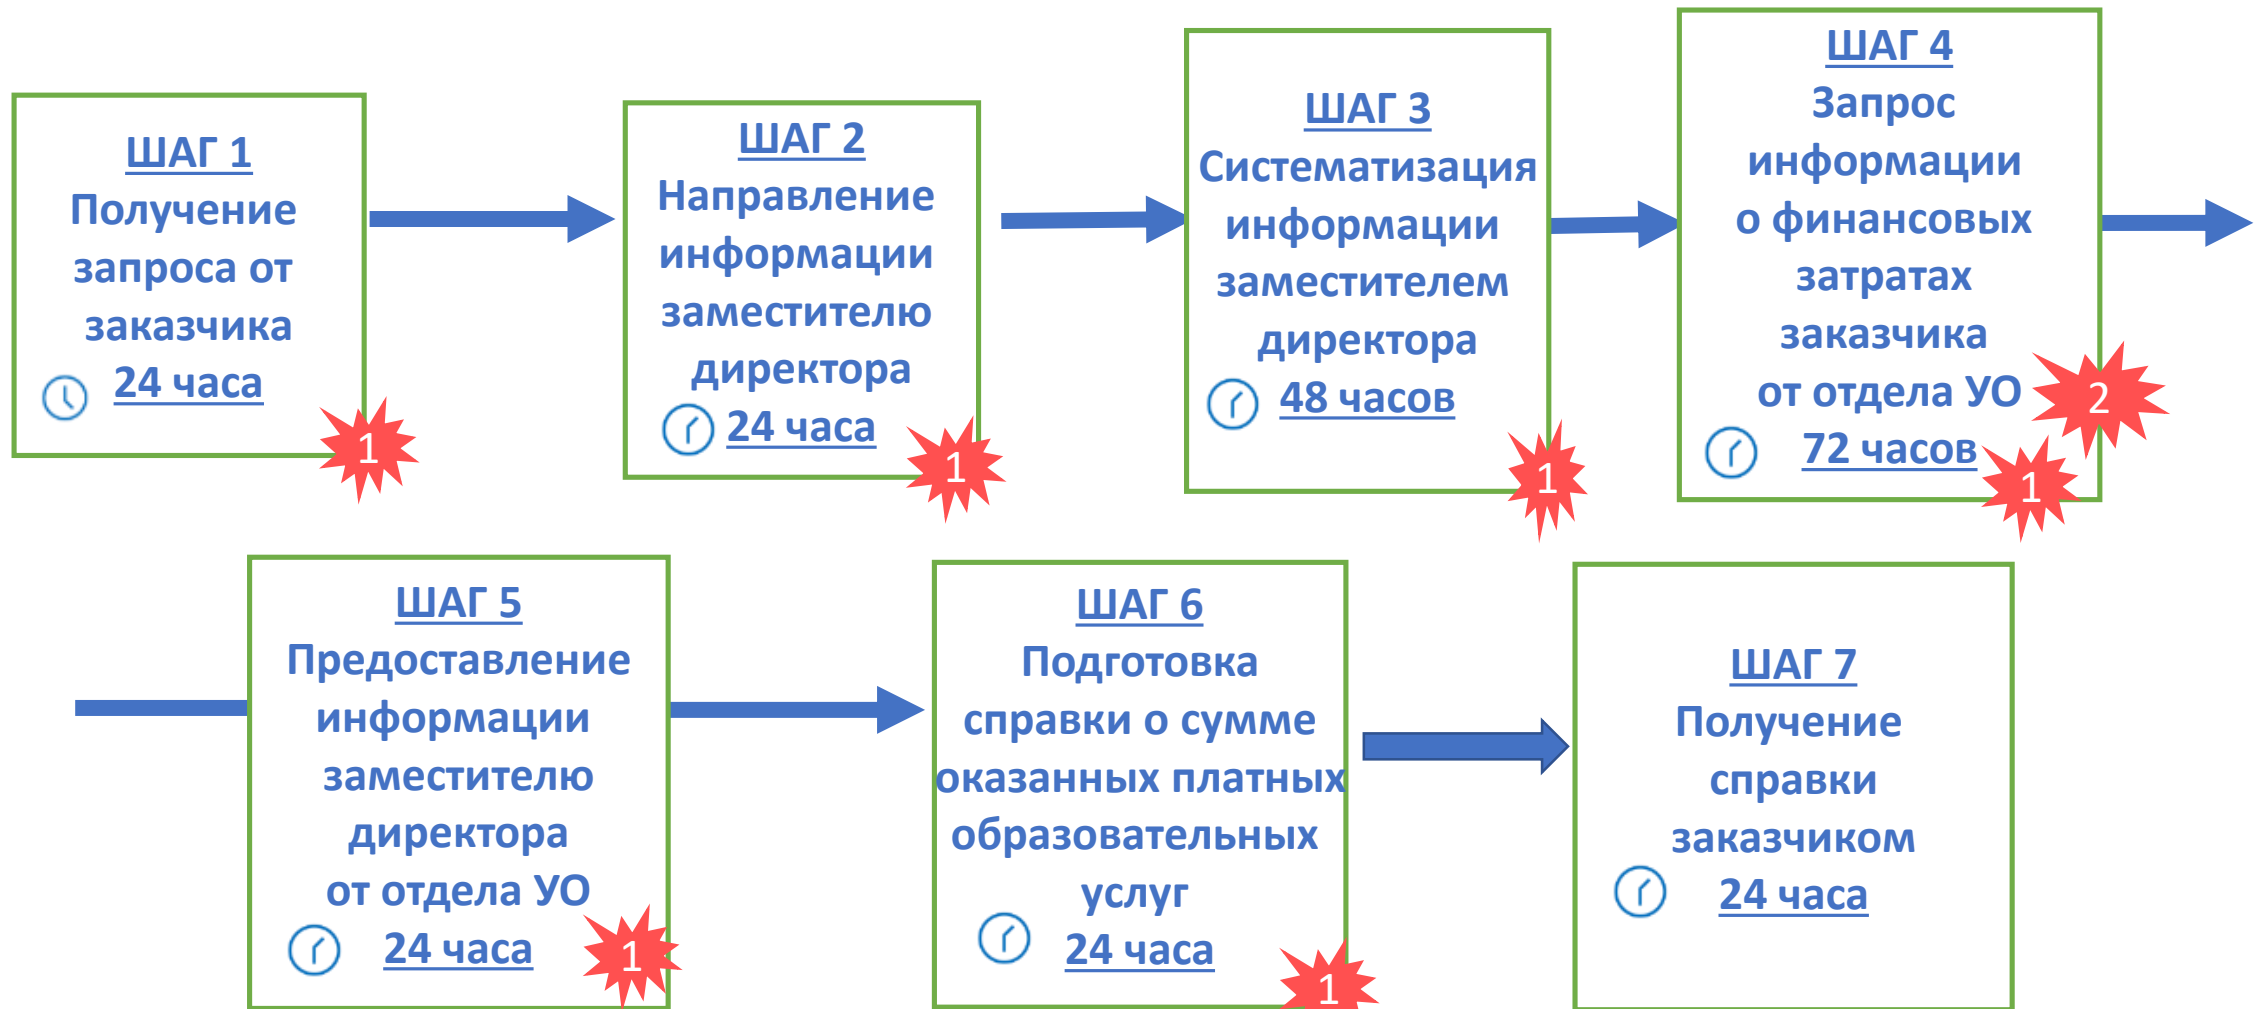 ШАГ 1
Получение
запроса от
заказчика
24 часа
1
ШАГ 2
Направление
информации
заместителю
директора
24 часа
1
ШАГ 3
Систематизация
информации
заместителем
директора
48 часов
1
ШАГ 4
Запрос
информации
о финансовых
затратах
заказчика
от отдела УО
2
72 часов
1
ШАГ 5
Предоставление
информации
заместителю
директора
от отдела УО
24 часа
1
ШАГ 6
Подготовка
справки о сумме
оказанных платных
образовательных
услуг
24 часа
1
ШАГ 7
Получение
справки
заказчиком
24 часа